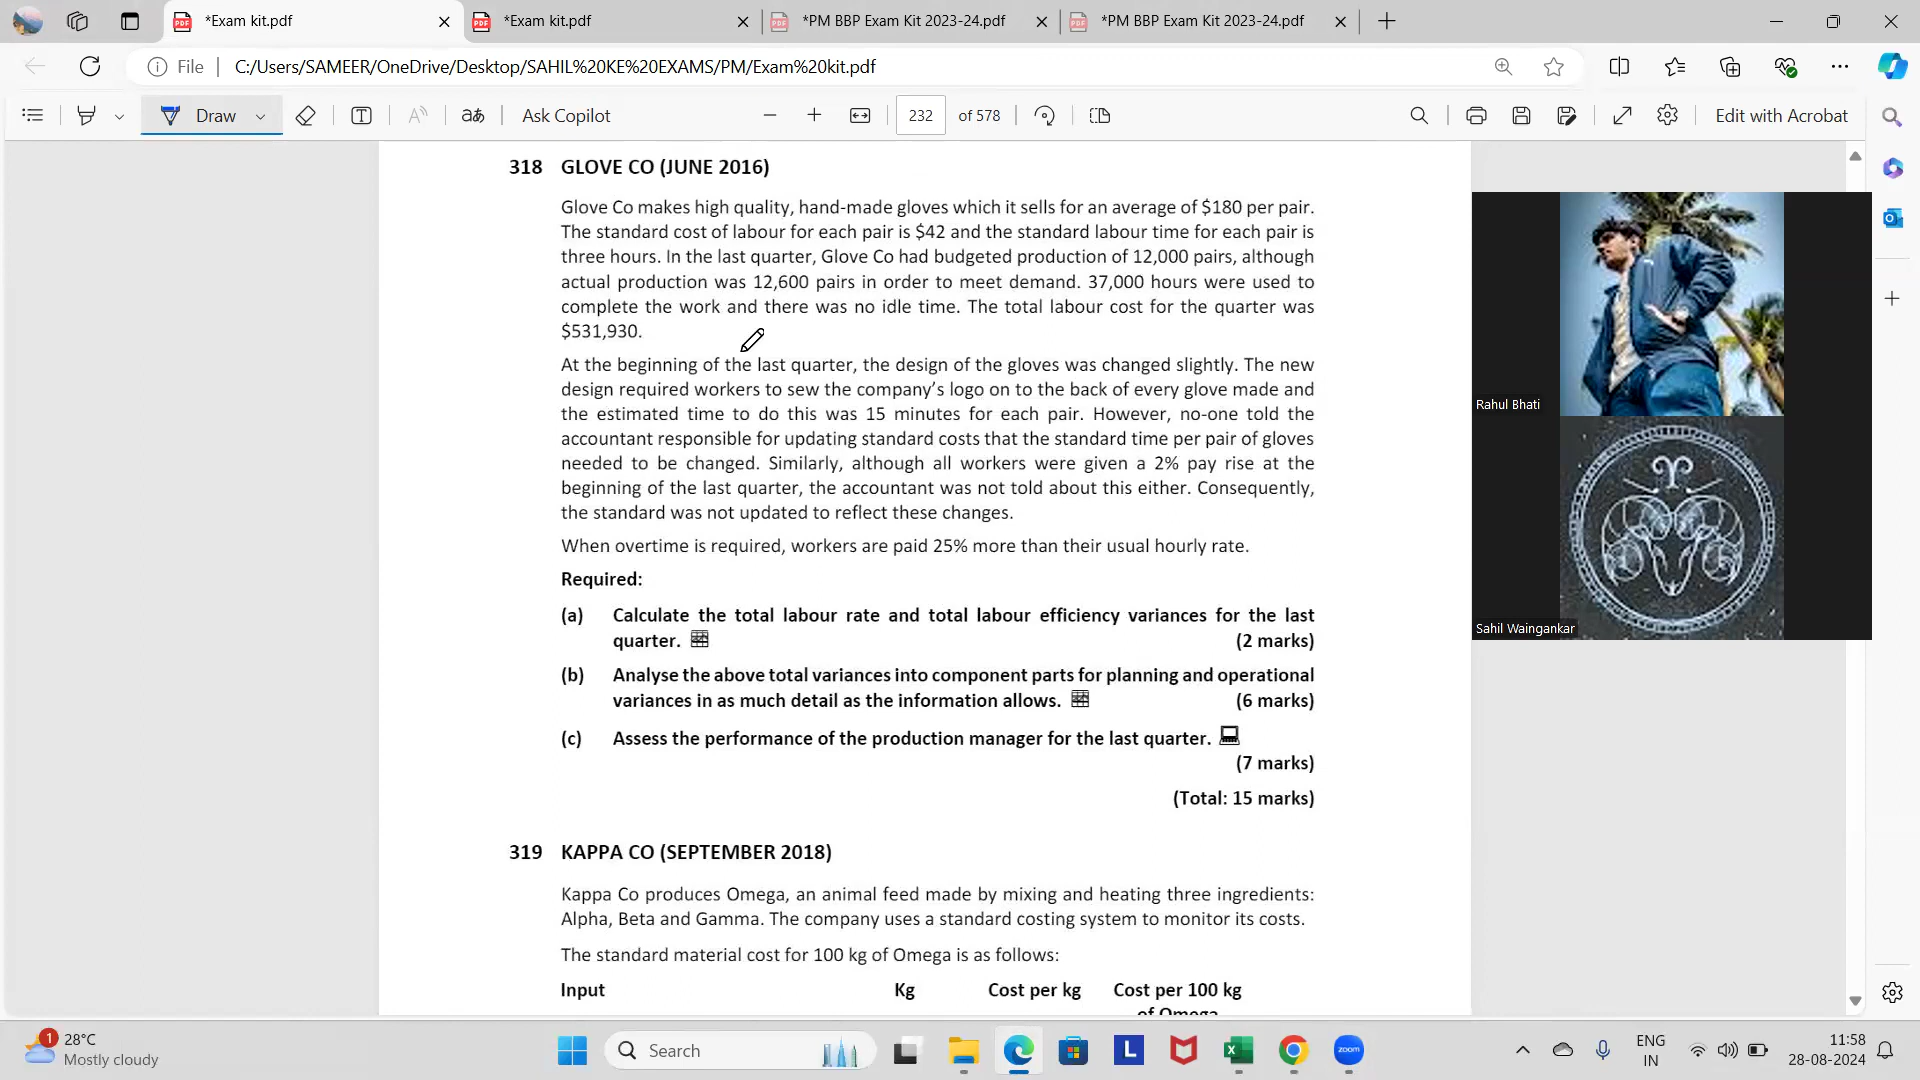 *Exam kit.pdf
*Exam kit.pdf
*PM BBP Exam Kit 2023-24.pdf
*PM BBP Exam Kit 2023-24.pdf
File
C:/Users/SAMEER/OneDrive/Desktop/SAHIL%20KE%20EXAMS/PM/Exam%20kit.pdf
Draw
T
aあ
Ask Copilot
232 of 578
Edit with Acrobat
318 GLOVE CO (JUNE 2016)
Glove Co makes high quality, hand-made gloves which it sells for an average of $180 per pair.
The standard cost of labour for each pair is $42 and the standard labour time for each pair is
three hours. In the last quarter, Glove Co had budgeted production of 12,000 pairs, although
actual production was 12,600 pairs in order to meet demand. 37,000 hours were used to
complete the work and there was no idle time. The total labour cost for the quarter was
$531,930.
At the beginning of the last quarter, the design of the gloves was changed slightly. The new
design required workers to sew the company's logo on to the back of every glove made and
the estimated time to do this was 15 minutes for each pair. However, no-one told the
accountant responsible for updating standard costs that the standard time per pair of gloves
needed to be changed. Similarly, although all workers were given a 2% pay rise at the
beginning of the last quarter, the accountant was not told about this either. Consequently,
the standard was not updated to reflect these changes.
When overtime is required, workers are paid 25% more than their usual hourly rate.
Required:
(a) Calculate the total labour rate and total labour efficiency variances for the last
quarter. (2 marks)
(b) Analyse the above total variances into component parts for planning and operational
variances in as much detail as the information allows. (6 marks)
(c) Assess the performance of the production manager for the last quarter.
(7 marks)
(Total: 15 marks)
319 KAPPA CO (SEPTEMBER 2018)
Kappa Co produces Omega, an animal feed made by mixing and heating three ingredients:
Alpha, Beta and Gamma. The company uses a standard costing system to monitor its costs.
The standard material cost for 100 kg of Omega is as follows:
Input Kg Cost per kg Cost per 100 kg
of Omega
Rahul Bhati
Sahil Waingankar
1
28°C
Mostly cloudy
Search
L
zoom
ENG
IN
11:58
28-08-2024